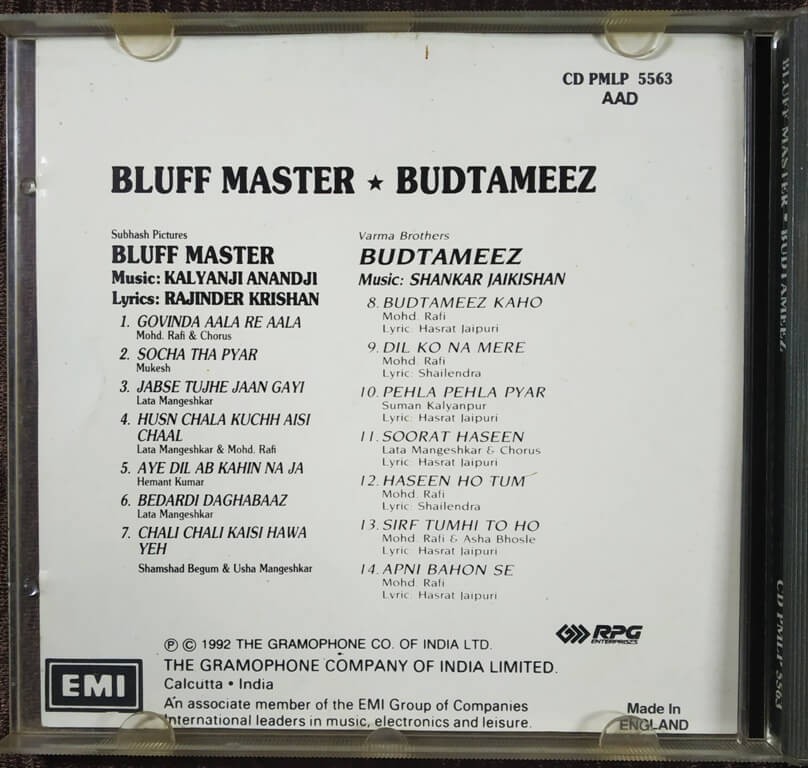 CD PMLP 5563
AAD
BLUFF MASTER ★ BUDTAMEEZ
Subhash Pictures
BLUFF MASTER
Music: KALYANJI ANANDJI
Lyrics: RAJINDER KRISHAN
1. GOVINDA AALA RE AALA
Mohd. Rafi & Chorus
2. SOCHA THA PYAR
Mukesh
3. JABSE TUJHE JAAN GAYI
Lata Mangeshkar
4. HUSN CHALA KUCHH AISI
CHAAL
Lata Mangeshkar & Mohd. Rafi
5. AYE DIL AB KAHIN NA JA
Hemant Kumar
6. BEDARDI DAGHABAAZ
Lata Mangeshkar
7. CHALI CHALI KAISI HAWA
YEH
Shamshad Begum & Usha Mangeshkar
Varma Brothers
BUDTAMEEZ
Music: SHANKAR JAIKISHAN
8. BUDTAMEEZ KAHO
Mohd. Rafi
Lyric: Hasrat Jaipuri
9. DIL KO NA MERE
Mohd. Rafi
Lyric: Shailendra
10. PEHLA PEHLA PYAR
Suman Kalyanpur
Lyric: Hasrat Jaipuri
11. SOORAT HASEEN
Lata Mangeshkar & Chorus
Lyric: Hasrat Jaipuri
12. HASEEN HO TUM
Mohd. Rafi
Lyric: Shailendra
13. SIRF TUMHI TO HO
Mohd. Rafi & Asha Bhosle
Lyric: Hasrat Jaipuri
14. APNI BAHON SE
Mohd. Rafi
Lyric: Hasrat Jaipuri
RPG
ENTERPRISES
℗ © 1992 THE GRAMOPHONE CO. OF INDIA LTD.
THE GRAMOPHONE COMPANY OF INDIA LIMITED.
Calcutta • India
An associate member of the EMI Group of Companies
International leaders in music, electronics and leisure.
EMI
Made In
ENGLAND
BLUFF MASTER * BUDTAMEEZ
CD PMLP 5563